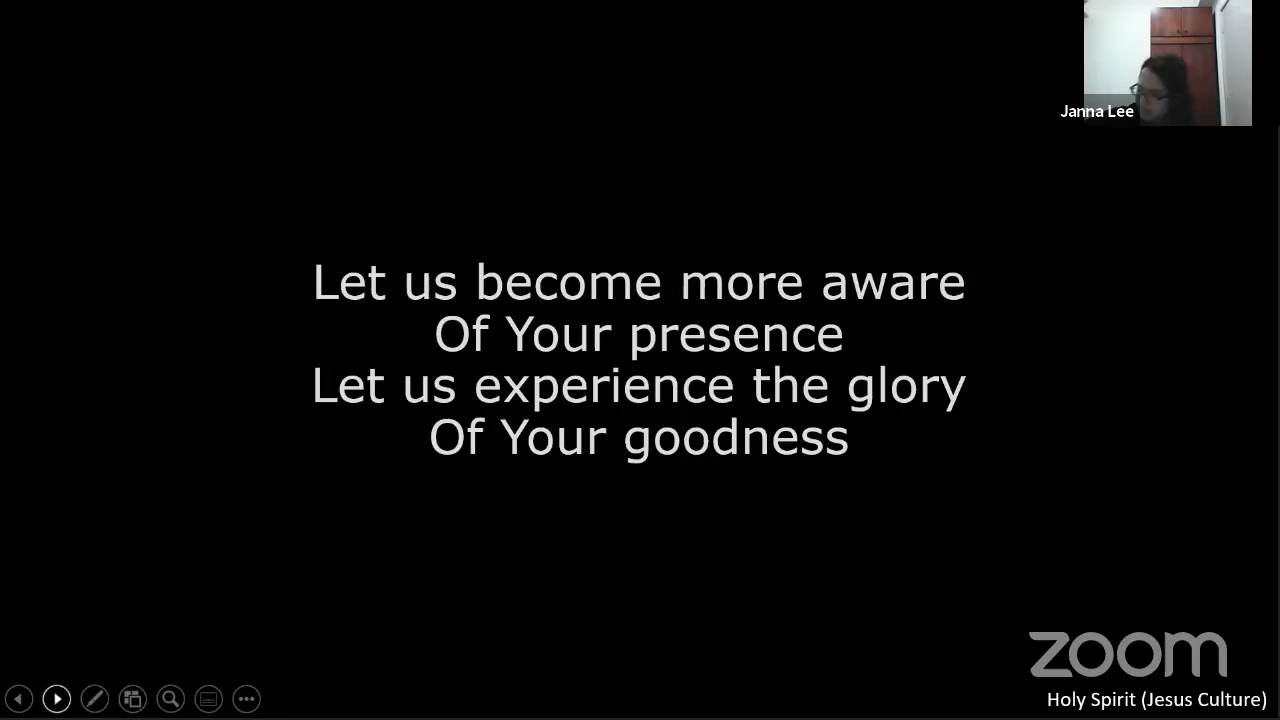 Janna Lee
Let us become more aware
Of Your presence
Let us experience the glory
Of Your goodness
zoom
Holy Spirit (Jesus Culture)